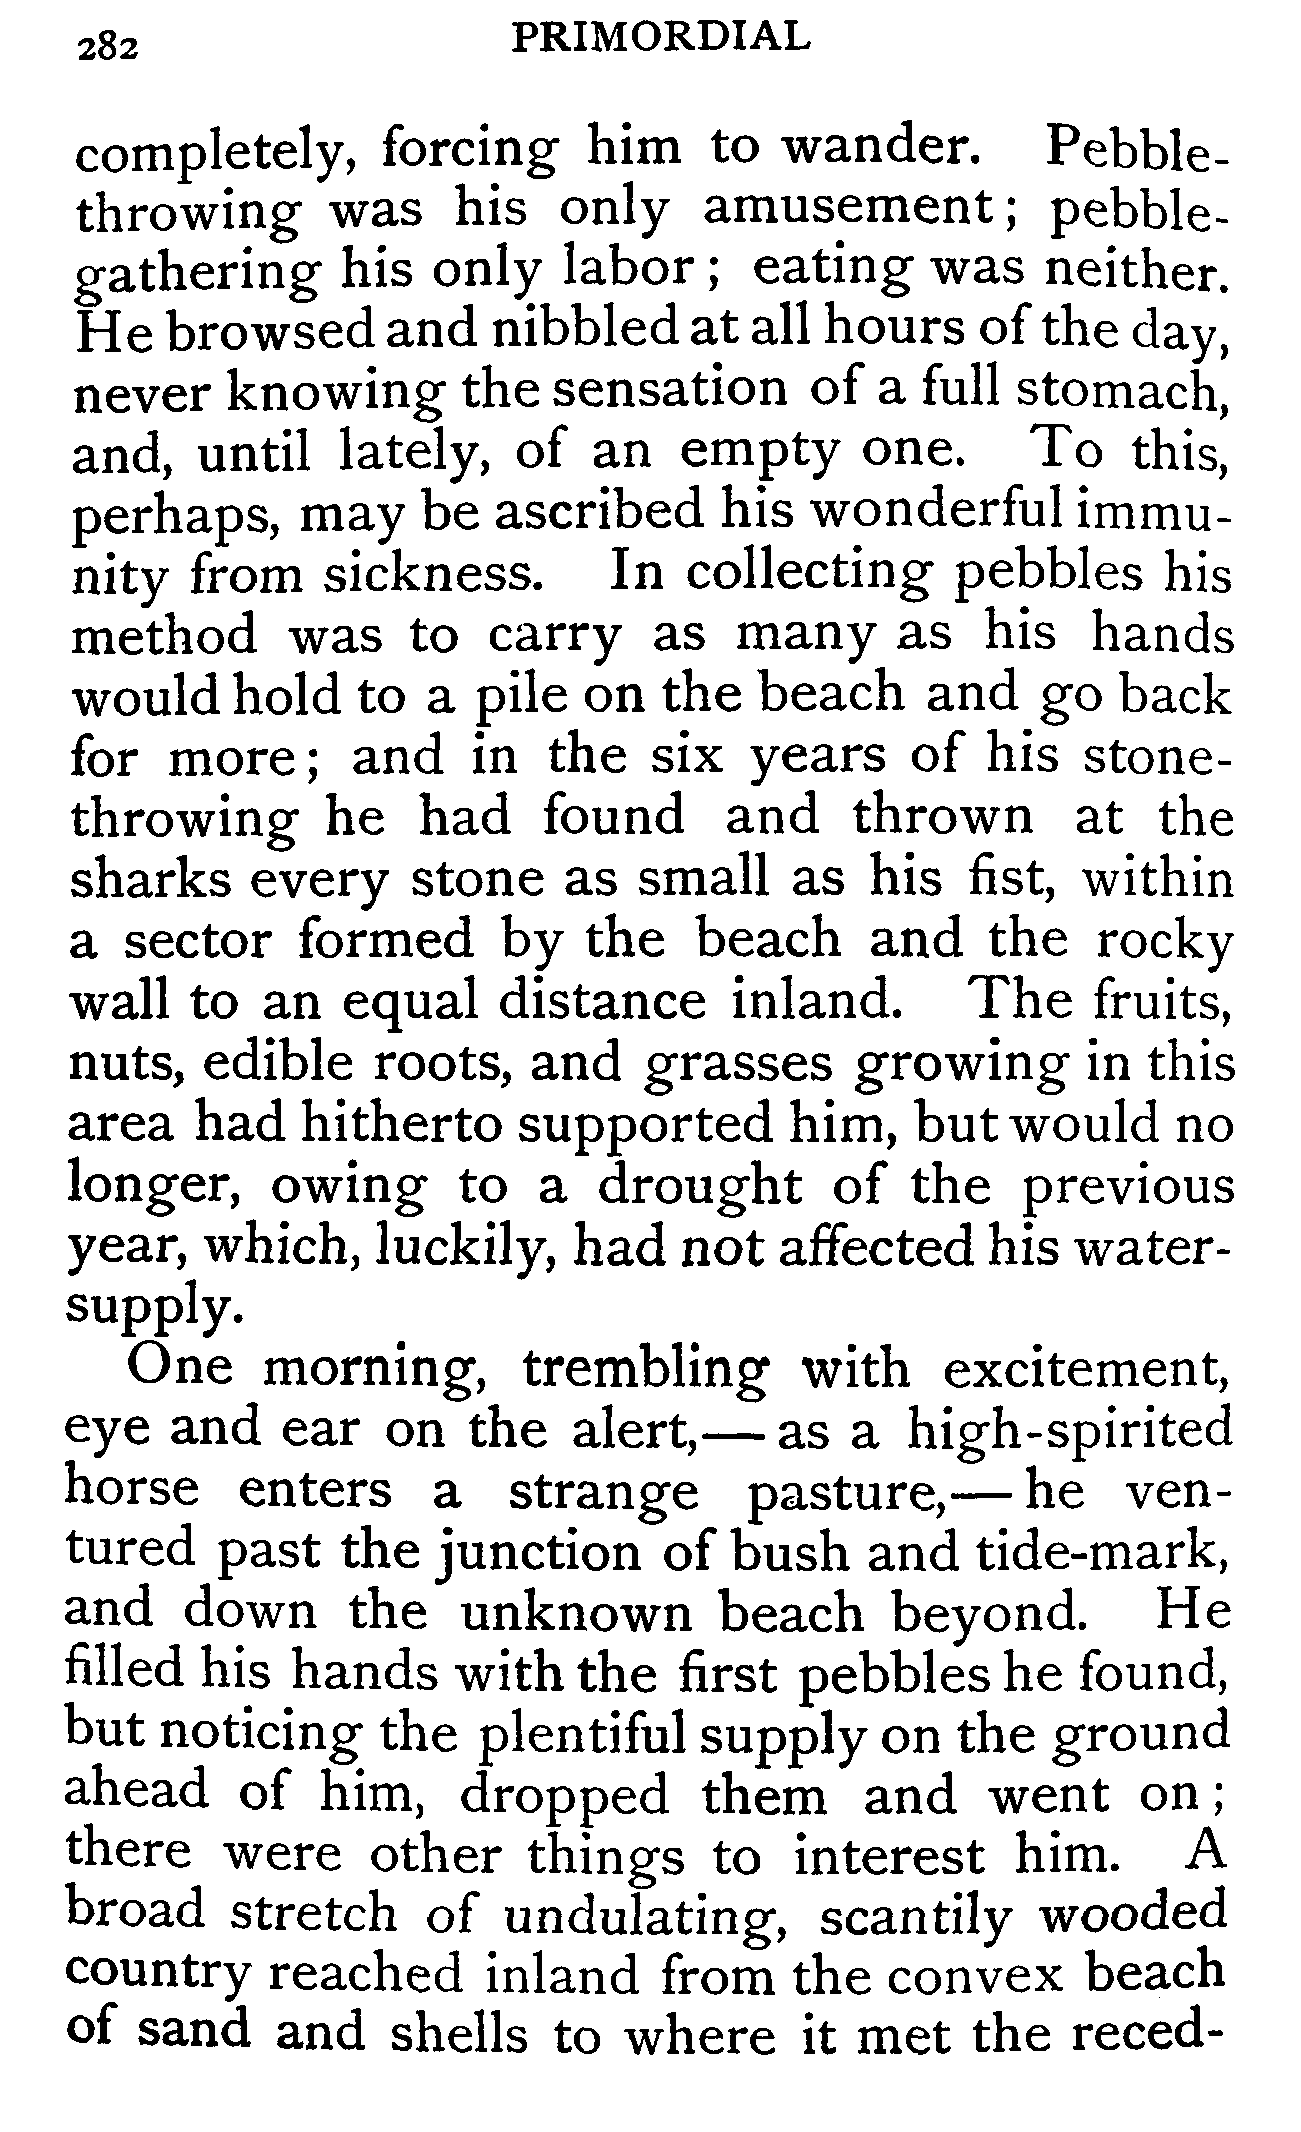 282 PRIMORDIAL
completely, forcing him to wander. Pebble-
throwing was his only amusement; pebble-
gathering his only labor; eating was neither.
He browsed and nibbled at all hours of the day,
never knowing the sensation of a full stomach,
and, until lately, of an empty one. To this,
perhaps, may be ascribed his wonderful immu-
nity from sickness. In collecting pebbles his
method was to carry as many as his hands
would hold to a pile on the beach and go back
for more; and in the six years of his stone-
throwing he had found and thrown at the
sharks every stone as small as his fist, within
a sector formed by the beach and the rocky
wall to an equal distance inland. The fruits,
nuts, edible roots, and grasses growing in this
area had hitherto supported him, but would no
longer, owing to a drought of the previous
year, which, luckily, had not affected his water-
supply.
One morning, trembling with excitement,
eye and ear on the alert,—as a high-spirited
horse enters a strange pasture,—he ven-
tured past the junction of bush and tide-mark,
and down the unknown beach beyond. He
filled his hands with the first pebbles he found,
but noticing the plentiful supply on the ground
ahead of him, dropped them and went on;
there were other things to interest him. A
broad stretch of undulating, scantily wooded
country reached inland from the convex beach
of sand and shells to where it met the reced-